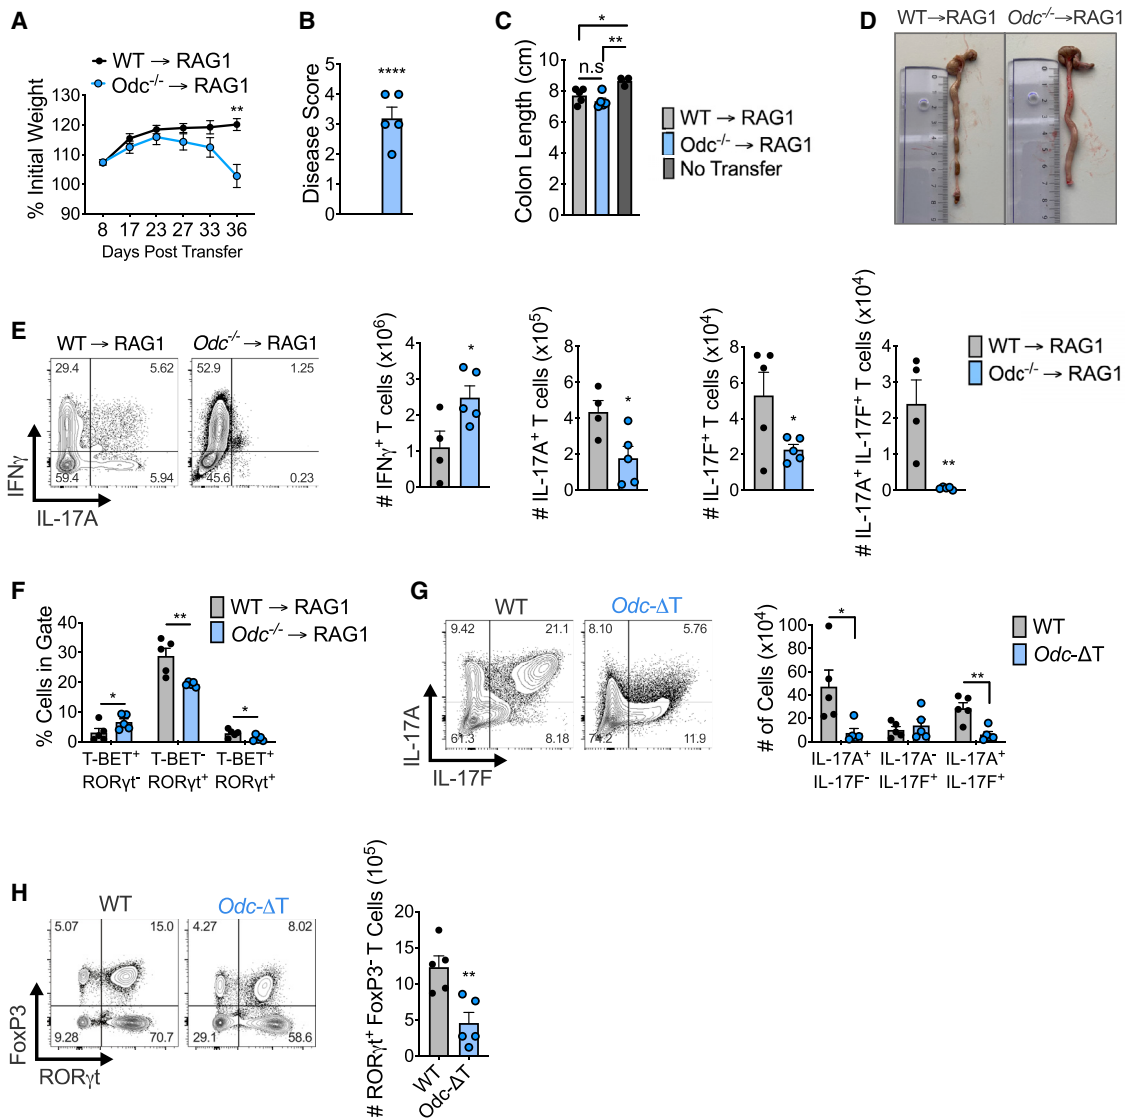 A
WT → RAG1
Odc-/- → RAG1
% Initial Weight
130
120
110
100
90
**
8 17 23 27 33 36
Days Post Transfer
B
Disease Score
5
4
3
2
1
0
****
C
Colon Length (cm)
10
8
6
4
2
0
*
**
n.s
WT → RAG1
Odc-/- → RAG1
No Transfer
D
WT→RAG1 Odc-/-→RAG1
E
WT → RAG1 Odc-/- → RAG1
29.4 5.62
59.4 5.94
52.9 1.25
45.6 0.23
IFNγ
IL-17A
# IFNγ+ T cells (x10^6)
4
3
2
1
0
*
# IL-17A+ T cells (x10^5)
8
6
4
2
0
*
# IL-17F+ T cells (x10^4)
8
6
4
2
0
*
# IL-17A+ IL-17F+ T cells (x10^4)
4
3
2
1
0
**
WT → RAG1
Odc-/- → RAG1
F
WT → RAG1
Odc-/- → RAG1
% Cells in Gate
40
30
20
10
0
*
**
*
T-BET+ T-BET- T-BET+
RORγt- RORγt+ RORγt+
G
WT Odc-ΔT
9.42 21.1
61.3 8.18
8.10 5.76
74.2 11.9
IL-17A
IL-17F
# of Cells (x10^4)
100
80
60
40
20
0
*
**
WT
Odc-ΔT
IL-17A+ IL-17A- IL-17A+
IL-17F- IL-17F+ IL-17F+
H
WT Odc-ΔT
5.07 15.0
9.28 70.7
4.27 8.02
29.1 58.6
FoxP3
RORγt
# RORγt+ FoxP3- T Cells (10^5)
20
15
10
5
0
**
WT
Odc-ΔT